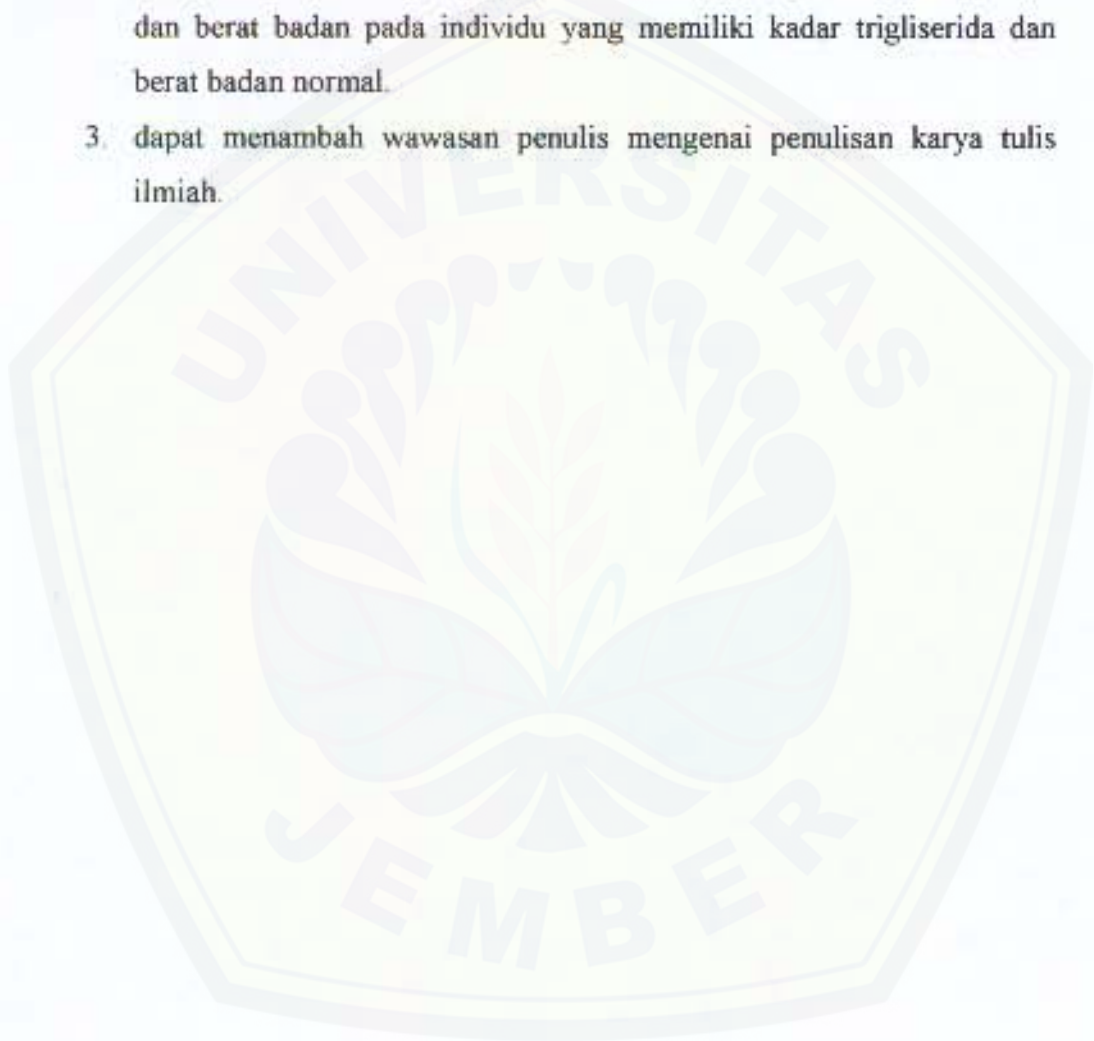 dan berat badan pada individu yang memiliki kadar trigliserida dan
berat badan normal.
3. dapat menambah wawasan penulis mengenai penulisan karya tulis
ilmiah.
UNIVERSITAS
JEMBER